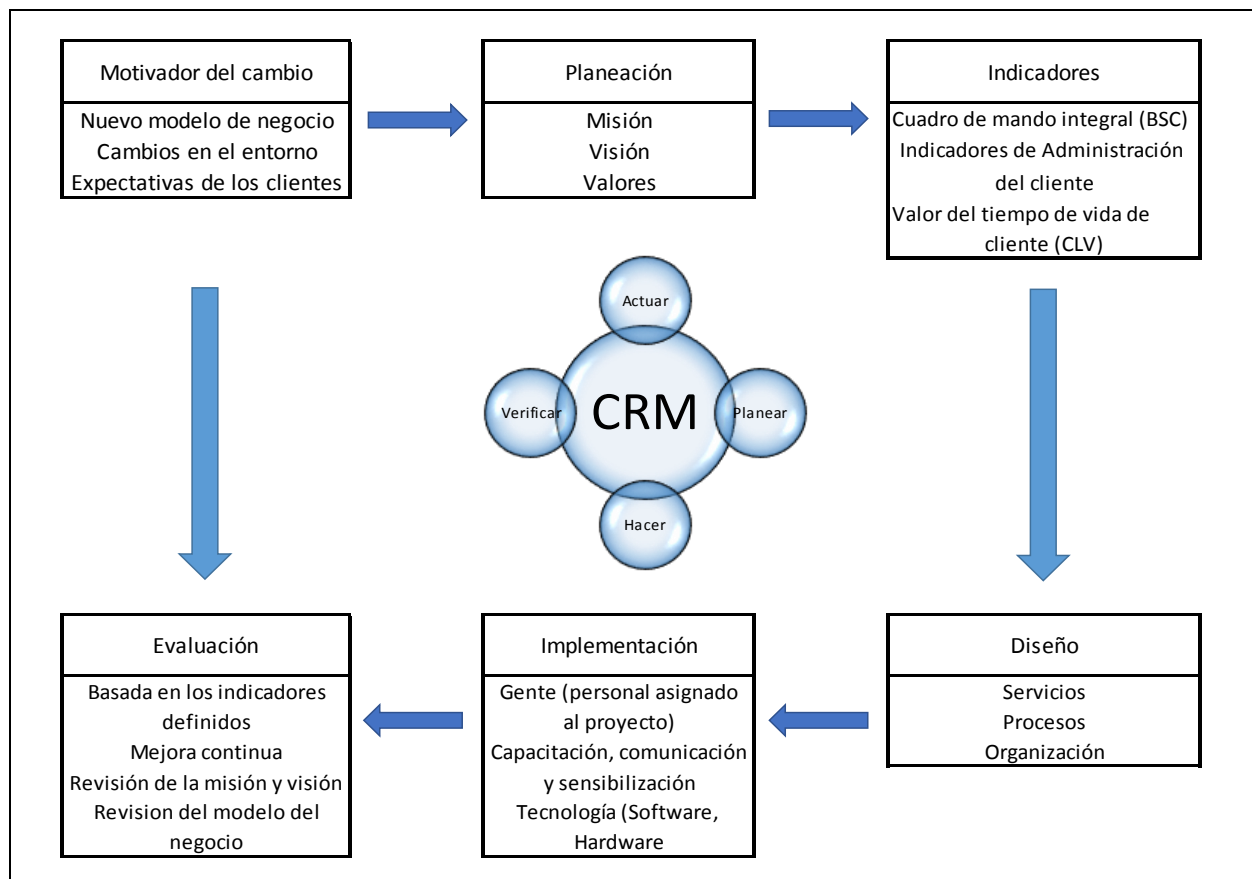 Motivador del cambio
Nuevo modelo de negocio
Cambios en el entorno
Expectativas de los clientes
Planeación
Misión
Visión
Valores
Indicadores
Cuadro de mando integral (BSC)
Indicadores de Administración
del cliente
Valor del tiempo de vida de
cliente (CLV)
Actuar
Verificar
CRM
Planear
Hacer
Evaluación
Basada en los indicadores
definidos
Mejora continua
Revisión de la misión y visión
Revision del modelo del
negocio
Implementación
Gente (personal asignado
al proyecto)
Capacitación, comunicación
y sensibilización
Tecnología (Software,
Hardware
Diseño
Servicios
Procesos
Organización